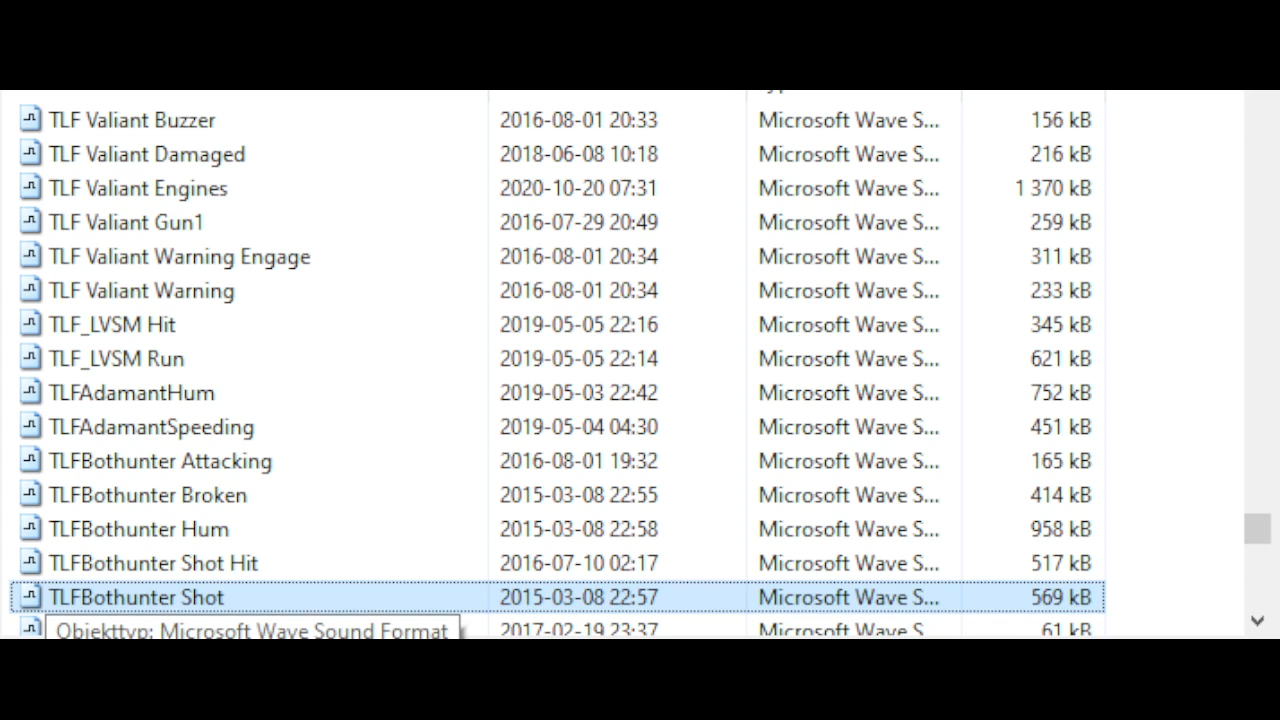 TLF Valiant Buzzer 2016-08-01 20:33 Microsoft Wave S... 156 kB
TLF Valiant Damaged 2018-06-08 10:18 Microsoft Wave S... 216 kB
TLF Valiant Engines 2020-10-20 07:31 Microsoft Wave S... 1 370 kB
TLF Valiant Gun1 2016-07-29 20:49 Microsoft Wave S... 259 kB
TLF Valiant Warning Engage 2016-08-01 20:34 Microsoft Wave S... 311 kB
TLF Valiant Warning 2016-08-01 20:34 Microsoft Wave S... 233 kB
TLF_LVSM Hit 2019-05-05 22:16 Microsoft Wave S... 345 kB
TLF_LVSM Run 2019-05-05 22:14 Microsoft Wave S... 621 kB
TLFAdamantHum 2019-05-03 22:42 Microsoft Wave S... 752 kB
TLFAdamantSpeeding 2019-05-04 04:30 Microsoft Wave S... 451 kB
TLFBothunter Attacking 2016-08-01 19:32 Microsoft Wave S... 165 kB
TLFBothunter Broken 2015-03-08 22:55 Microsoft Wave S... 414 kB
TLFBothunter Hum 2015-03-08 22:58 Microsoft Wave S... 958 kB
TLFBothunter Shot Hit 2016-07-10 02:17 Microsoft Wave S... 517 kB
TLFBothunter Shot 2015-03-08 22:57 Microsoft Wave S... 569 kB
Objekttyp: Microsoft Wave Sound Format 2017-02-19 23:37 Microsoft Wave S 61 kB